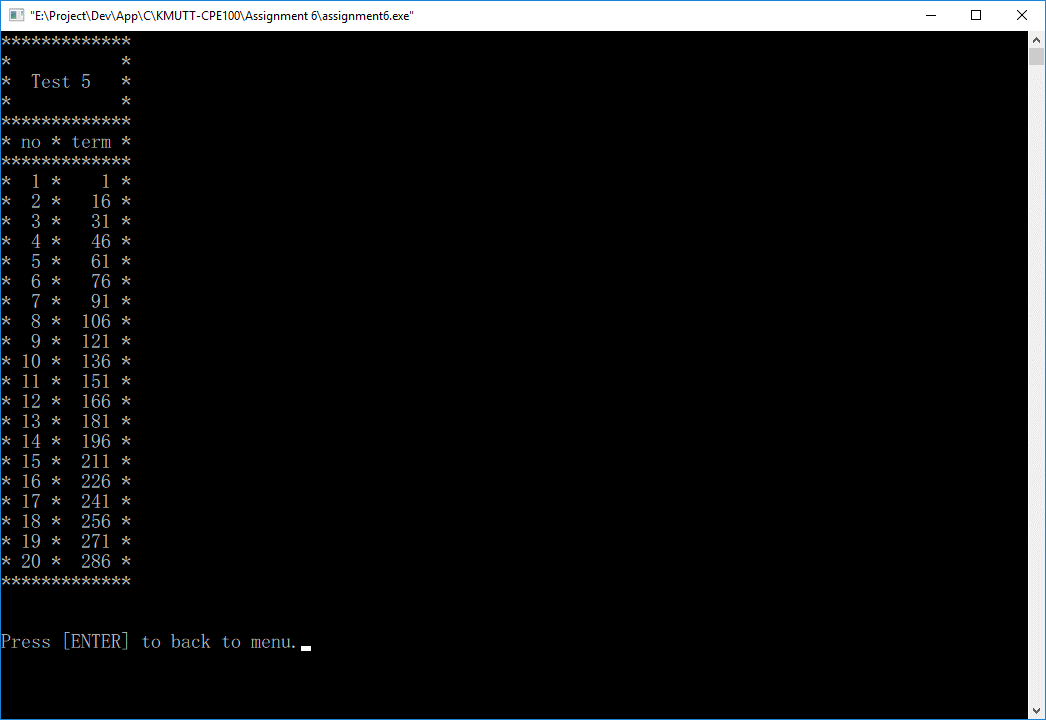 "E:\Project\Dev\App\C\KMUTT-CPE100\Assignment 6\assignment6.exe"
*************
*           *
*  Test 5   *
*           *
*************
* no * term *
*************
*  1 *    1 *
*  2 *   16 *
*  3 *   31 *
*  4 *   46 *
*  5 *   61 *
*  6 *   76 *
*  7 *   91 *
*  8 *  106 *
*  9 *  121 *
* 10 *  136 *
* 11 *  151 *
* 12 *  166 *
* 13 *  181 *
* 14 *  196 *
* 15 *  211 *
* 16 *  226 *
* 17 *  241 *
* 18 *  256 *
* 19 *  271 *
* 20 *  286 *
*************
Press [ENTER] to back to menu.